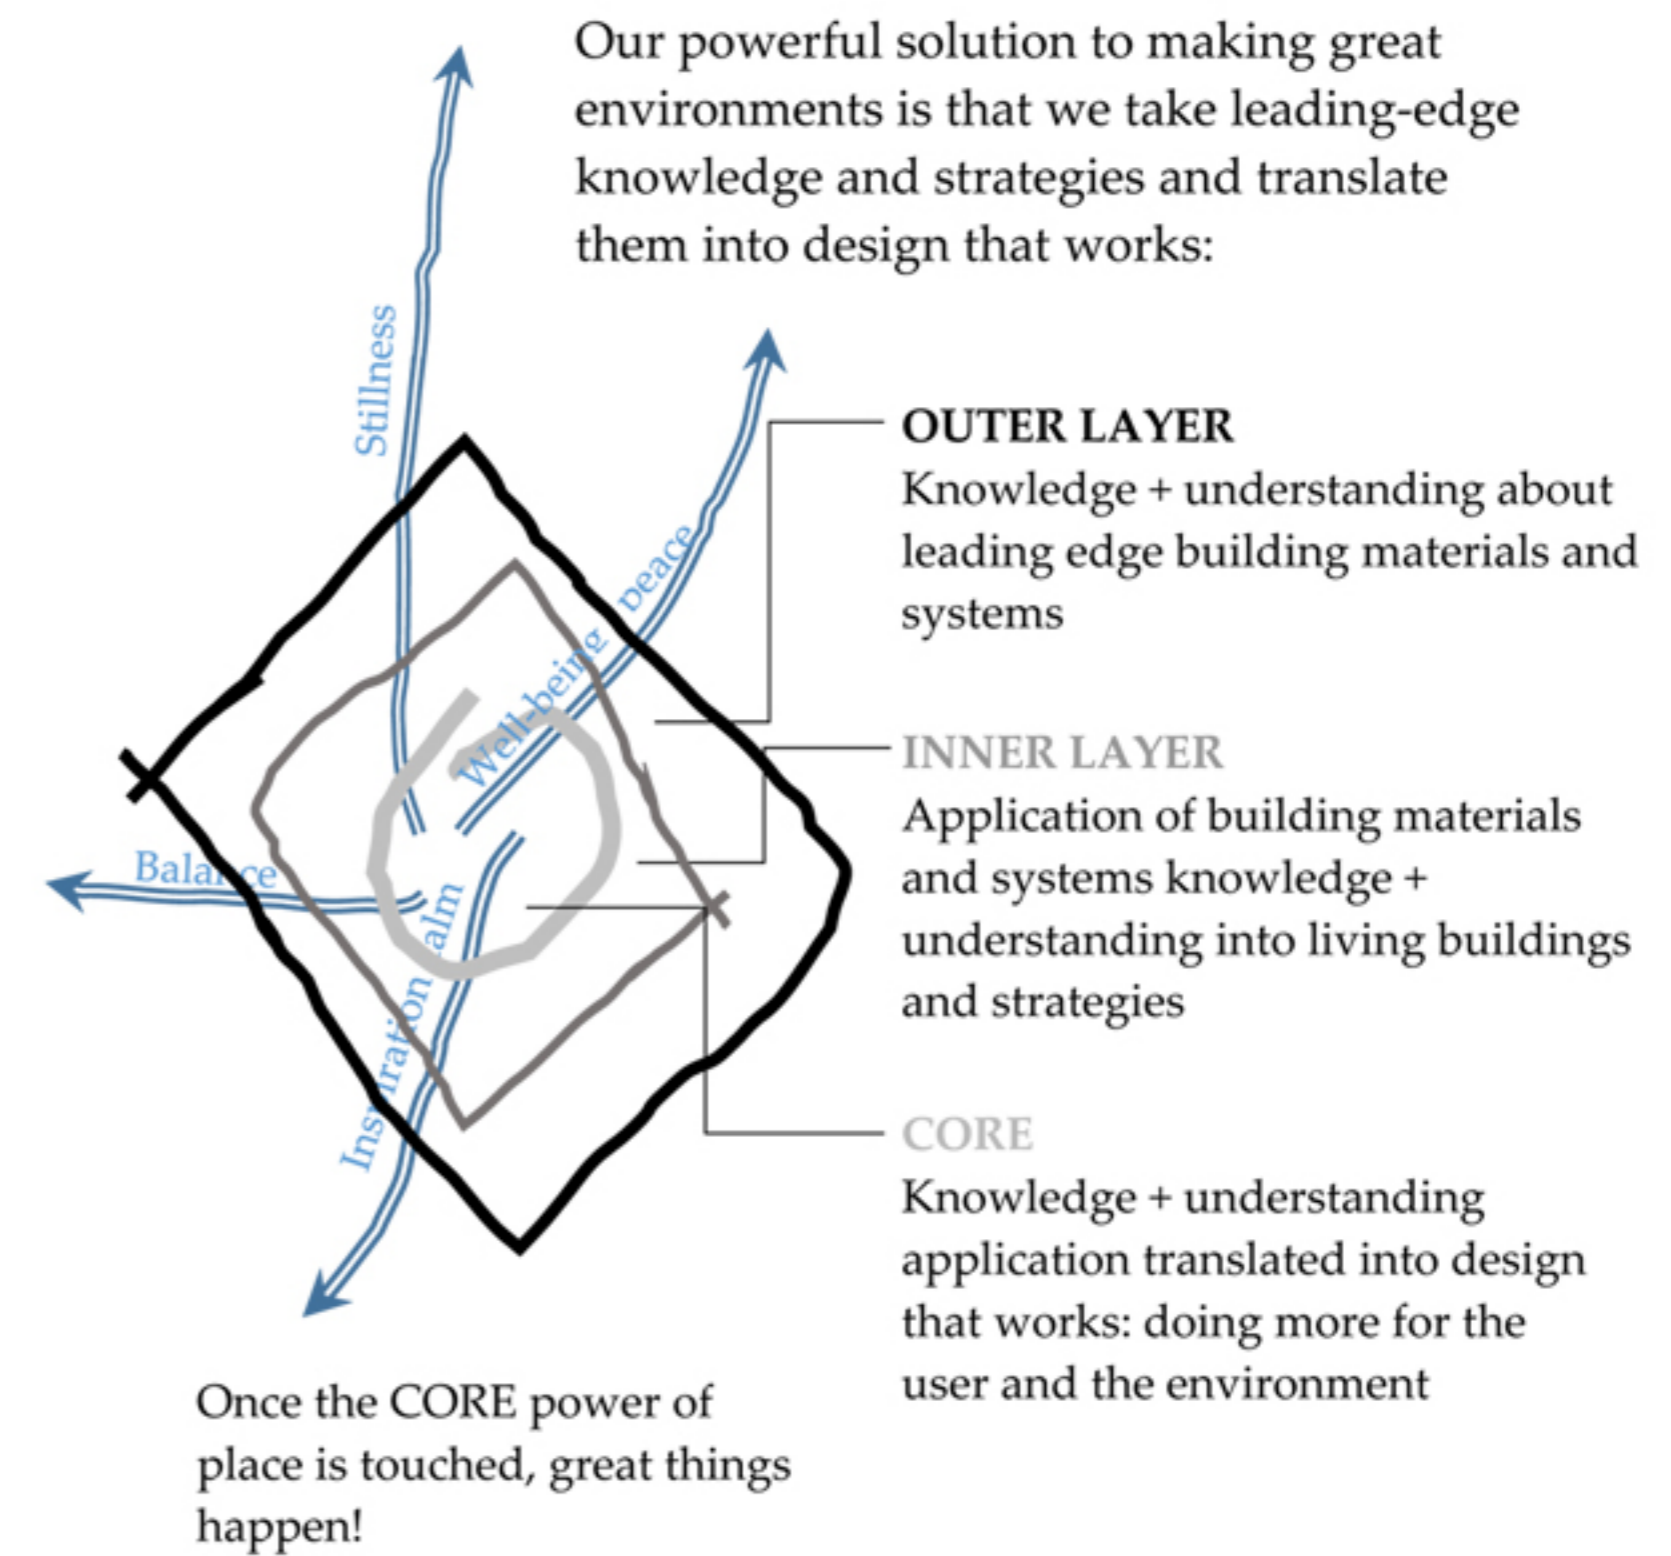 Our powerful solution to making great
environments is that we take leading-edge
knowledge and strategies and translate
them into design that works:
Stillness
Well-being peace
Balance
Inspiration calm
OUTER LAYER
Knowledge + understanding about
leading edge building materials and
systems
INNER LAYER
Application of building materials
and systems knowledge +
understanding into living buildings
and strategies
CORE
Knowledge + understanding
application translated into design
that works: doing more for the
user and the environment
Once the CORE power of
place is touched, great things
happen!